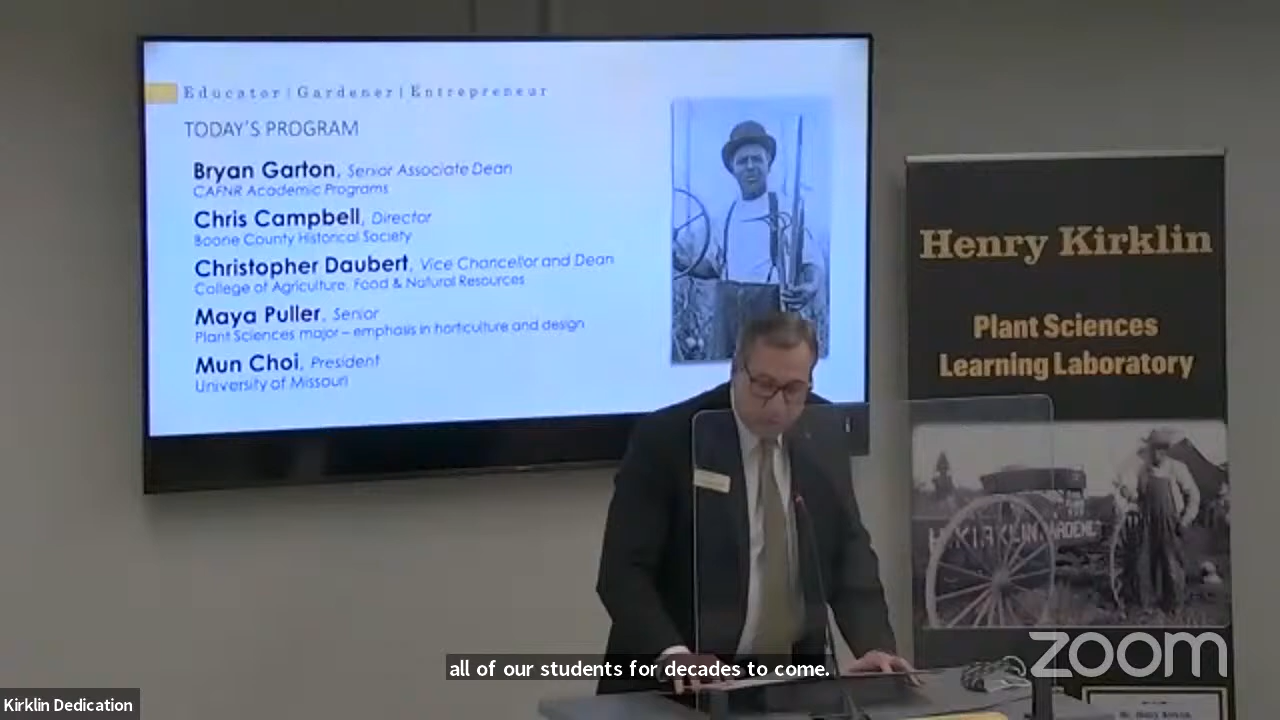 Educator | Gardener | Entrepreneur
TODAY'S PROGRAM
Bryan Garton, Senior Associate Dean
CAFNR Academic Programs
Chris Campbell, Director
Boone County Historical Society
Christopher Daubert, Vice Chancellor and Dean
College of Agriculture, Food & Natural Resources
Maya Puller, Senior
Plant Sciences major – emphasis in horticulture and design
Mun Choi, President
University of Missouri
Henry Kirklin
Plant Sciences
Learning Laboratory
H.KIRKLIN.
all of our students for decades to come.
zoom
Kirklin Dedication